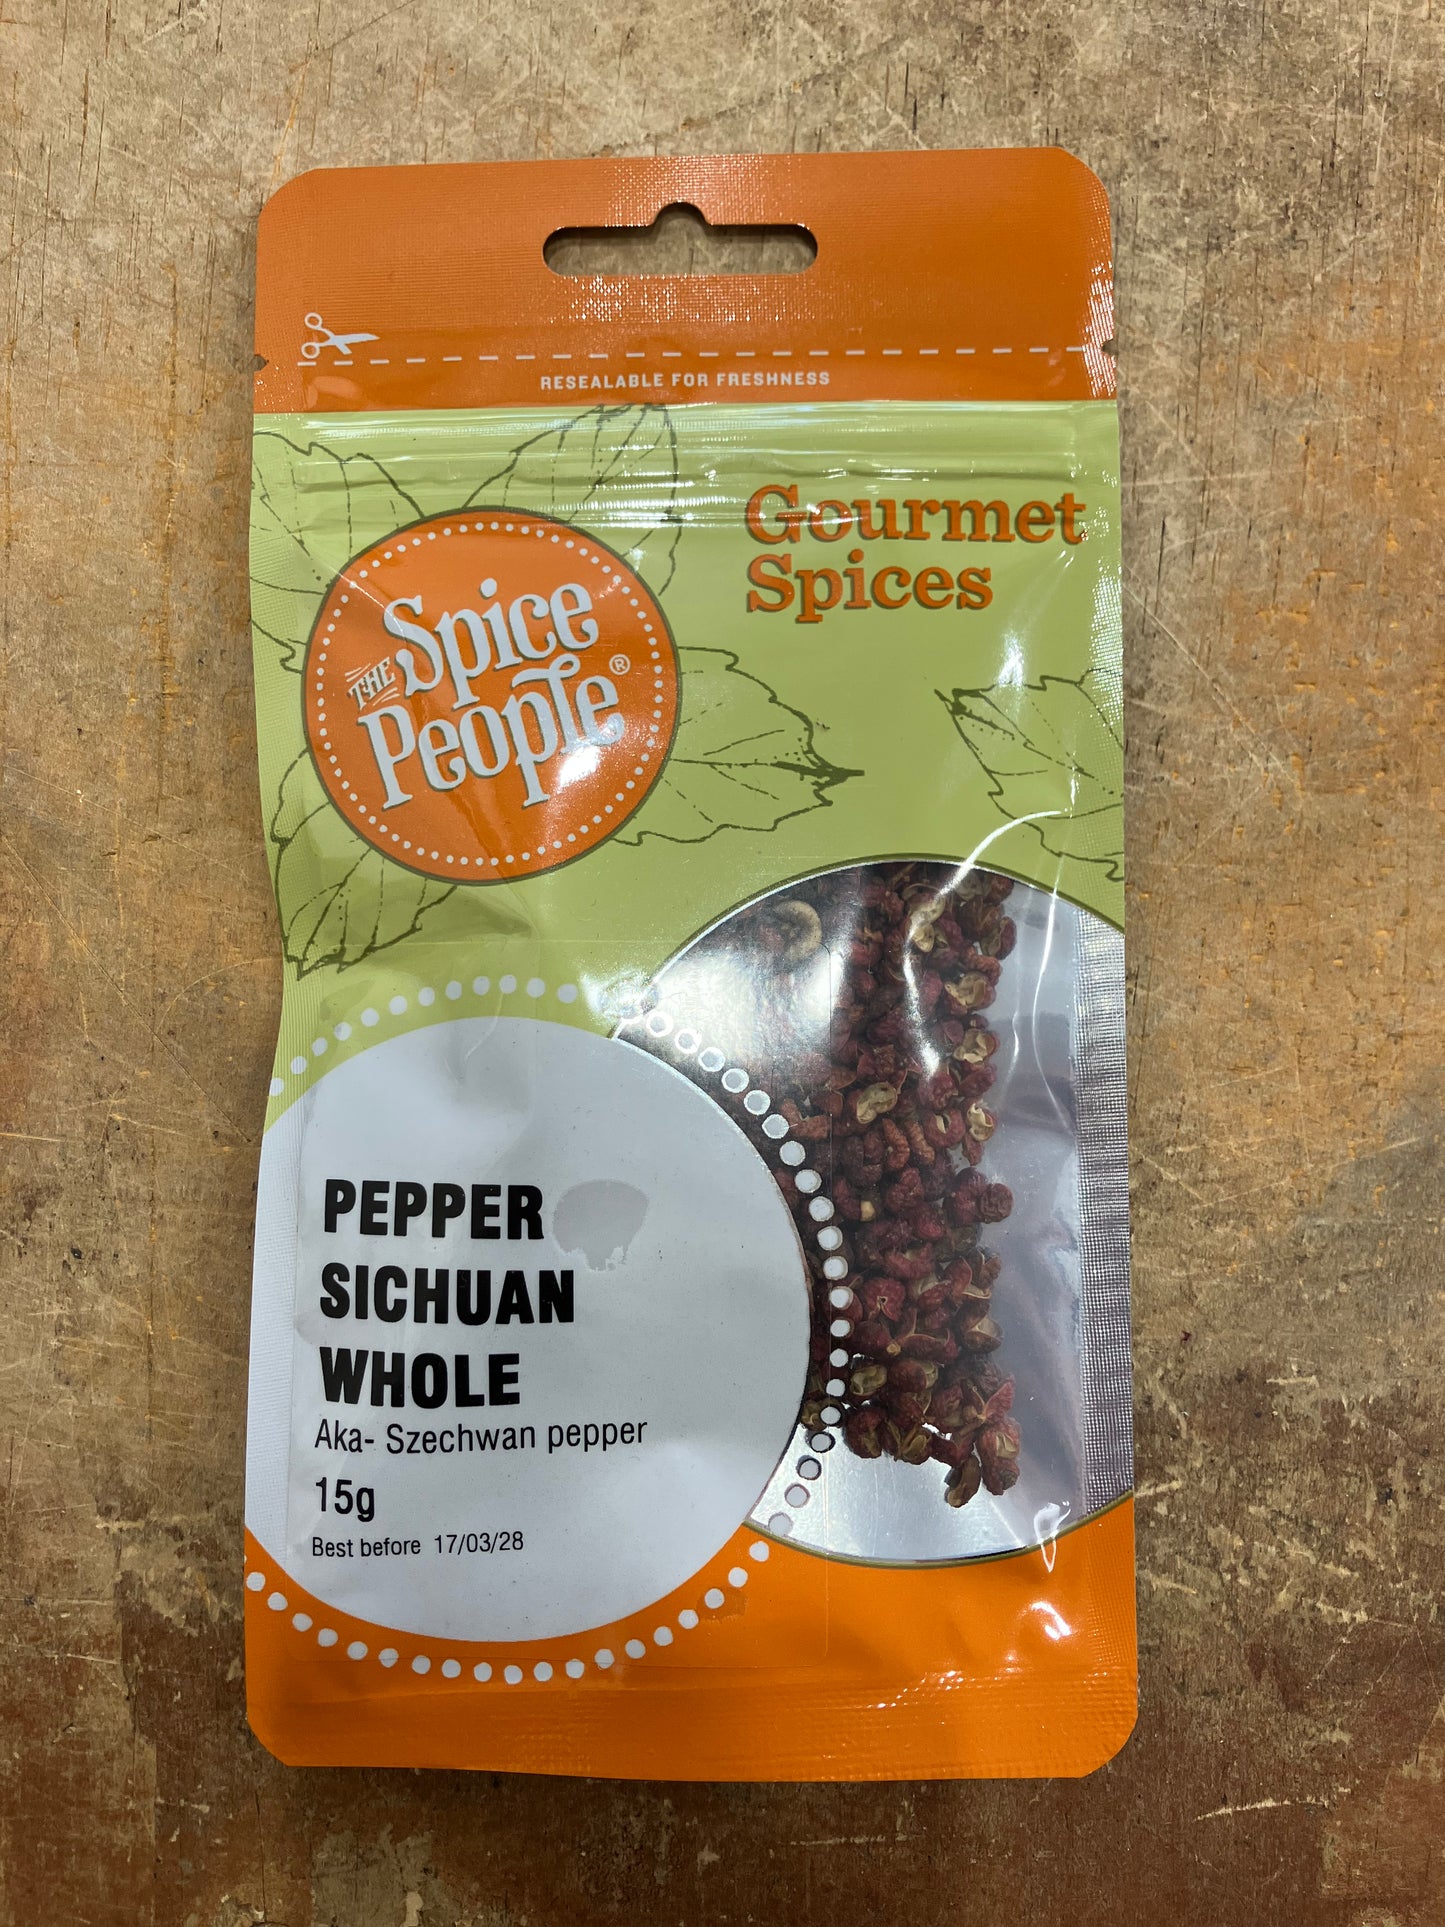 RESEALABLE FOR FRESHNESS
Gourmet
Spices
THE Spice
People®
PEPPER
SICHUAN
WHOLE
Aka- Szechwan pepper
15g
Best before 17/03/28